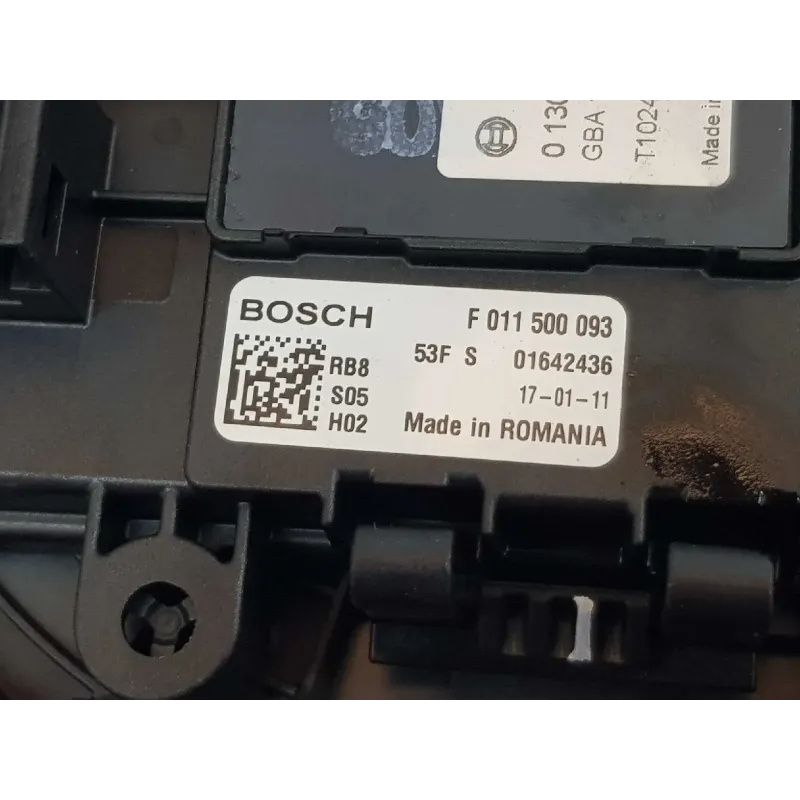 0 130
GBA
T1024
Made in
BOSCH F 011 500 093
RB8 53F S 01642436
S05 17-01-11
H02 Made in ROMANIA